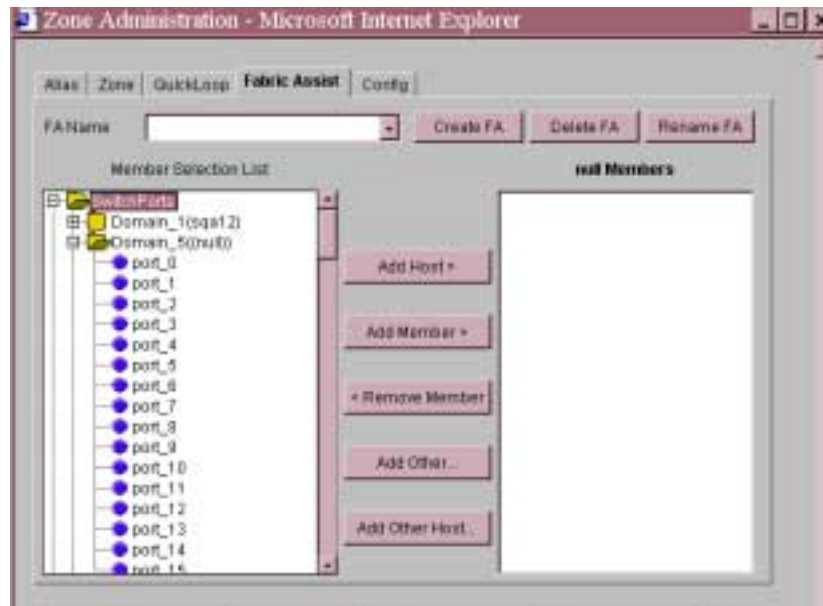 Zone Administration - Microsoft Internet Explorer
Alias Zone QuickLoop Fabric Assist Config
FA Name Create FA Delete FA Rename FA
Member Selection List null Members
SwitchPorts
Domain_1(sqa12)
Domain_5((null))
port_0
port_1
port_2
port_3
port_4
port_5
port_6
port_7
port_8
port_9
port_10
port_11
port_12
port_13
port_14
port_15
Add Host >
Add Member >
< Remove Member
Add Other...
Add Other Host...